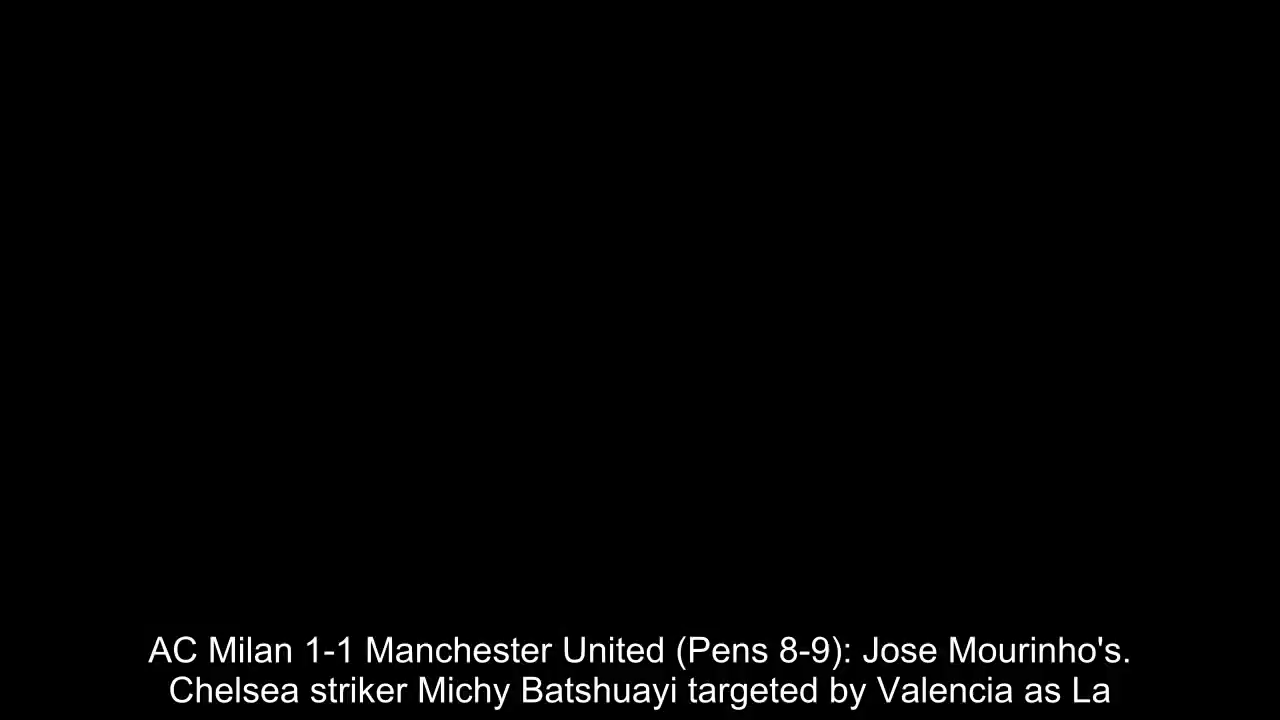 AC Milan 1-1 Manchester United (Pens 8-9): Jose Mourinho's.
Chelsea striker Michy Batshuayi targeted by Valencia as La